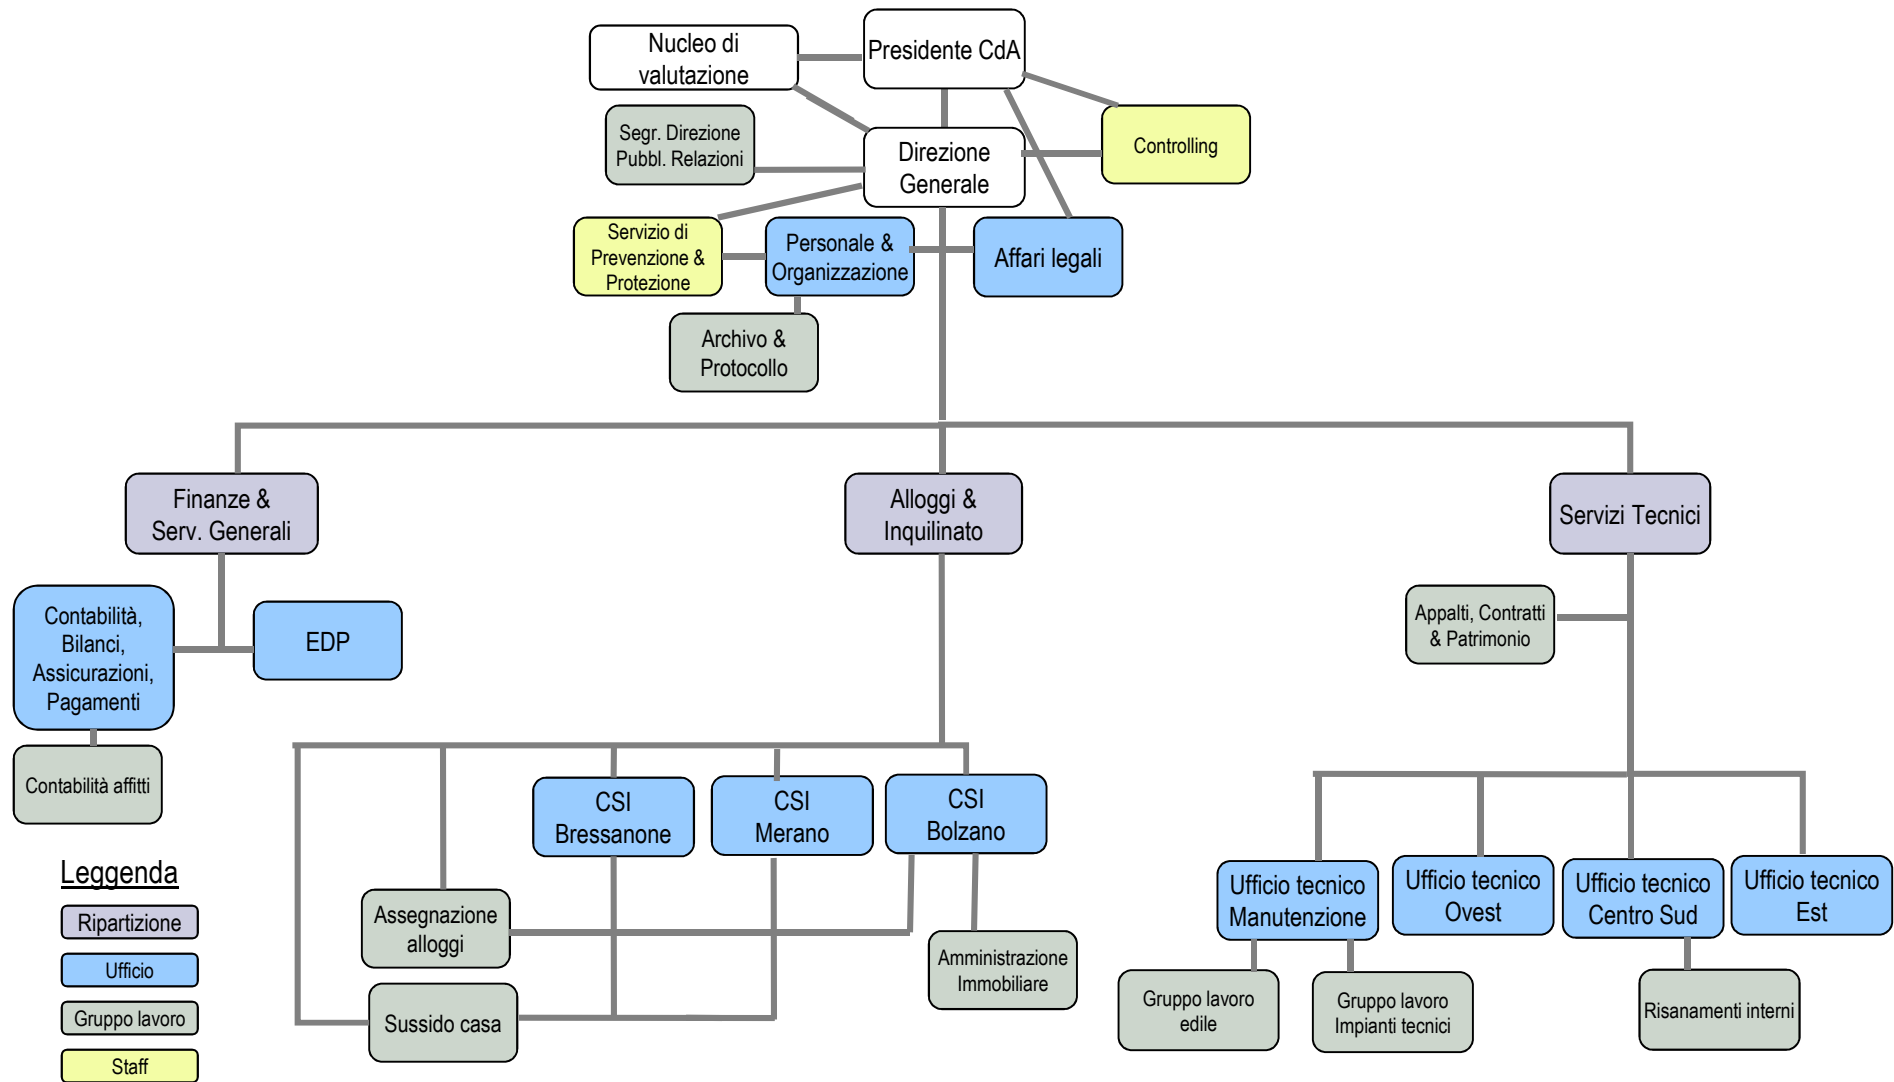 Nucleo di
valutazione
Presidente CdA
Segr. Direzione
Pubbl. Relazioni
Direzione
Generale
Controlling
Servizio di
Prevenzione &
Protezione
Personale &
Organizzazione
Affari legali
Archivo &
Protocollo
Finanze &
Serv. Generali
Alloggi &
Inquilinato
Servizi Tecnici
Contabilità,
Bilanci,
Assicurazioni,
Pagamenti
EDP
Appalti, Contratti
& Patrimonio
Contabilità affitti
CSI
Bressanone
CSI
Merano
CSI
Bolzano
Ufficio tecnico
Manutenzione
Ufficio tecnico
Ovest
Ufficio tecnico
Centro Sud
Ufficio tecnico
Est
Assegnazione
alloggi
Amministrazione
Immobiliare
Sussido casa
Gruppo lavoro
edile
Gruppo lavoro
Impianti tecnici
Risanamenti interni
Leggenda
Ripartizione
Ufficio
Gruppo lavoro
Staff